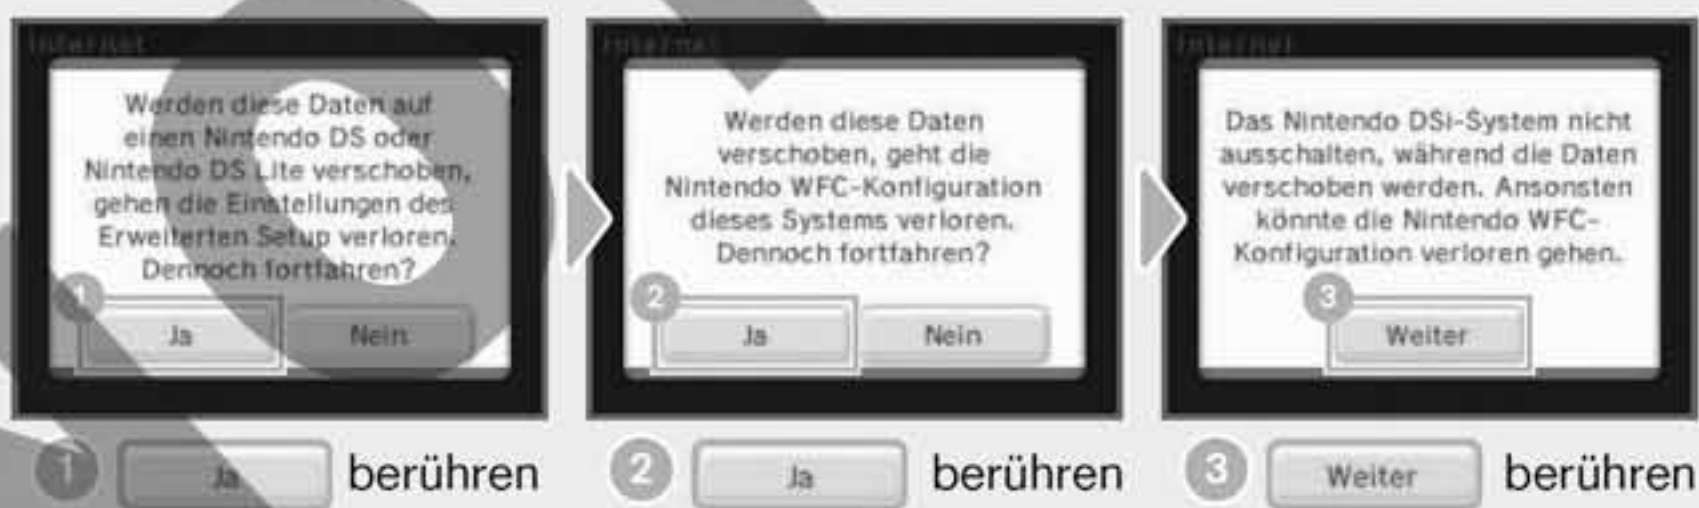 Internet
Werden diese Daten auf
einen Nintendo DS oder
Nintendo DS Lite verschoben,
gehen die Einstellungen des
Erweiterten Setup verloren.
Dennoch fortfahren?
1
Ja
Nein
Internet
Werden diese Daten
verschoben, geht die
Nintendo WFC-Konfiguration
dieses Systems verloren.
Dennoch fortfahren?
2
Ja
Nein
Internet
Das Nintendo DSi-System nicht
ausschalten, während die Daten
verschoben werden. Ansonsten
könnte die Nintendo WFC-
Konfiguration verloren gehen.
3
Weiter
1 Ja berühren
2 Ja berühren
3 Weiter berühren